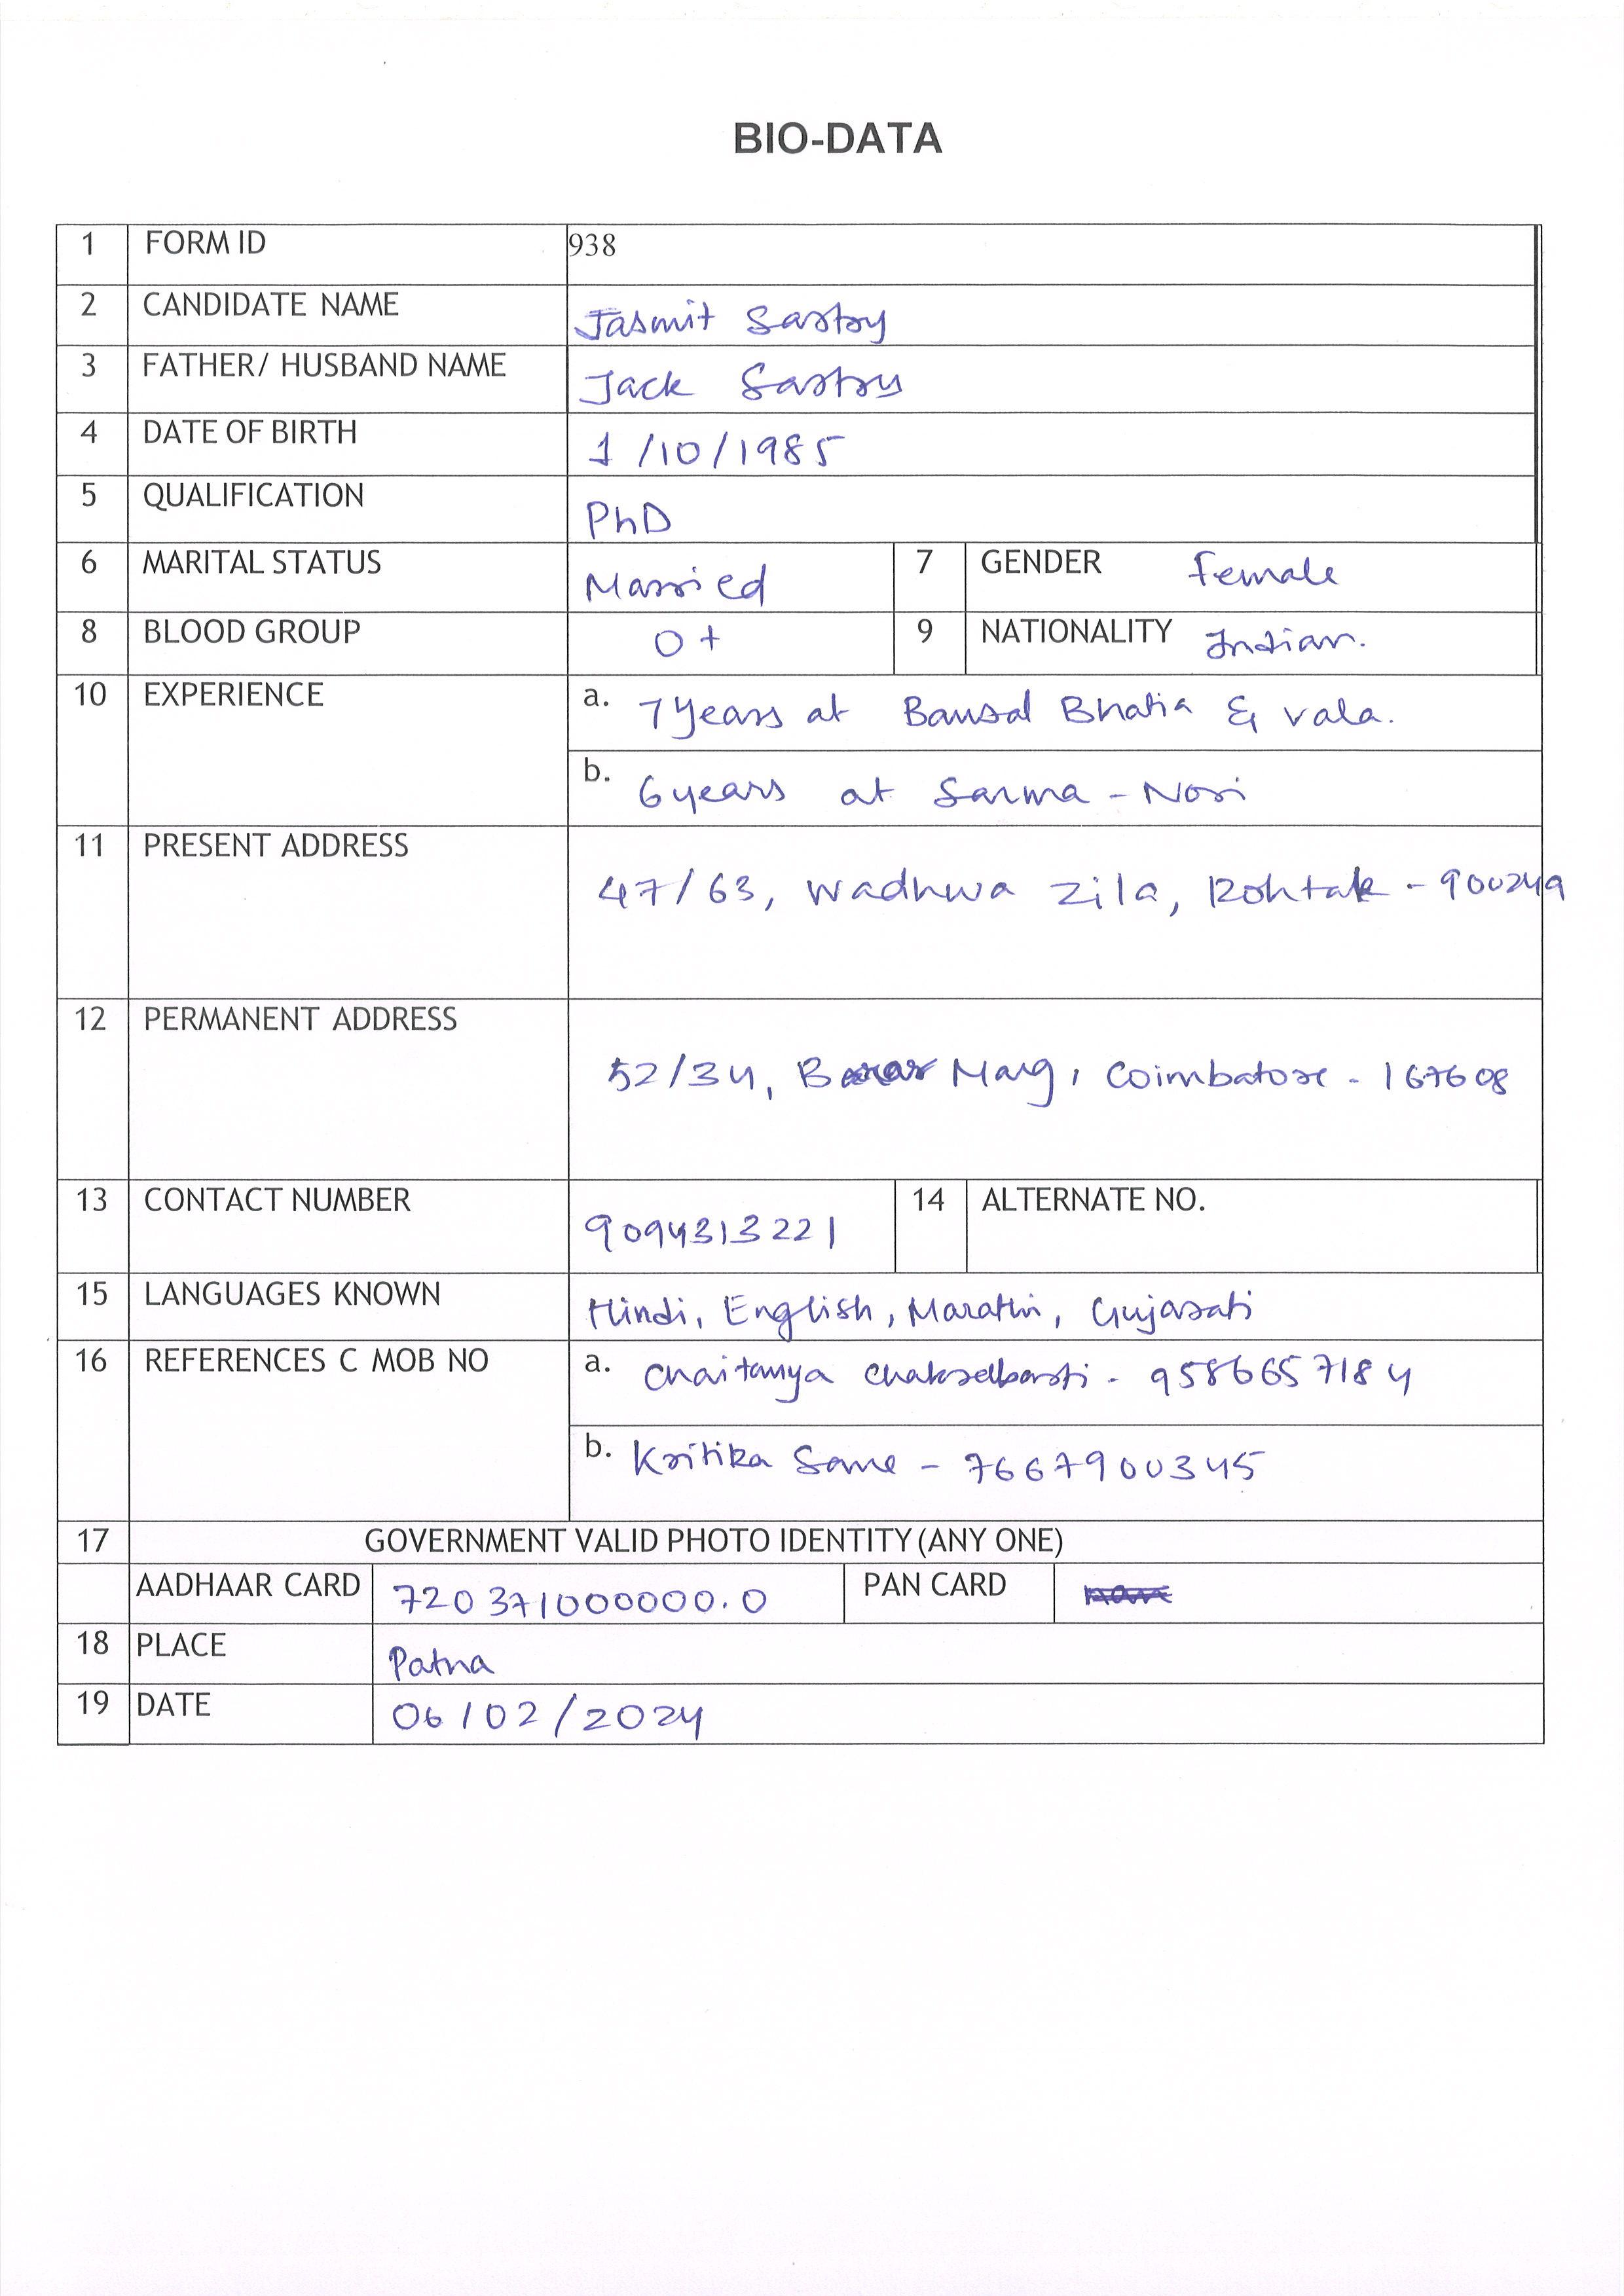 BIO-DATA
1 FORM ID 938
2 CANDIDATE NAME Jasmit Sastry
3 FATHER/ HUSBAND NAME Jack Sastry
4 DATE OF BIRTH 1/10/1985
5 QUALIFICATION PhD
6 MARITAL STATUS Married 7 GENDER Female
8 BLOOD GROUP O+ 9 NATIONALITY Indian.
10 EXPERIENCE a. 7 Years at Bansal Bhatia & vala.
b. 6 years at Sarma - Nori
11 PRESENT ADDRESS
47/63, Wadhwa Zila, Rohtak - 900249
12 PERMANENT ADDRESS
52/34, Marg, Coimbatore - 167608
13 CONTACT NUMBER 9094313221 14 ALTERNATE NO.
15 LANGUAGES KNOWN Hindi, English, Marathi, Gujarati
16 REFERENCES C MOB NO a. Chaitanya - 9586657184
b. Kritika Sane - 7667900345
17 GOVERNMENT VALID PHOTO IDENTITY (ANY ONE)
AADHAAR CARD 720371000000.0 PAN CARD
18 PLACE Patna
19 DATE 06/02/2024